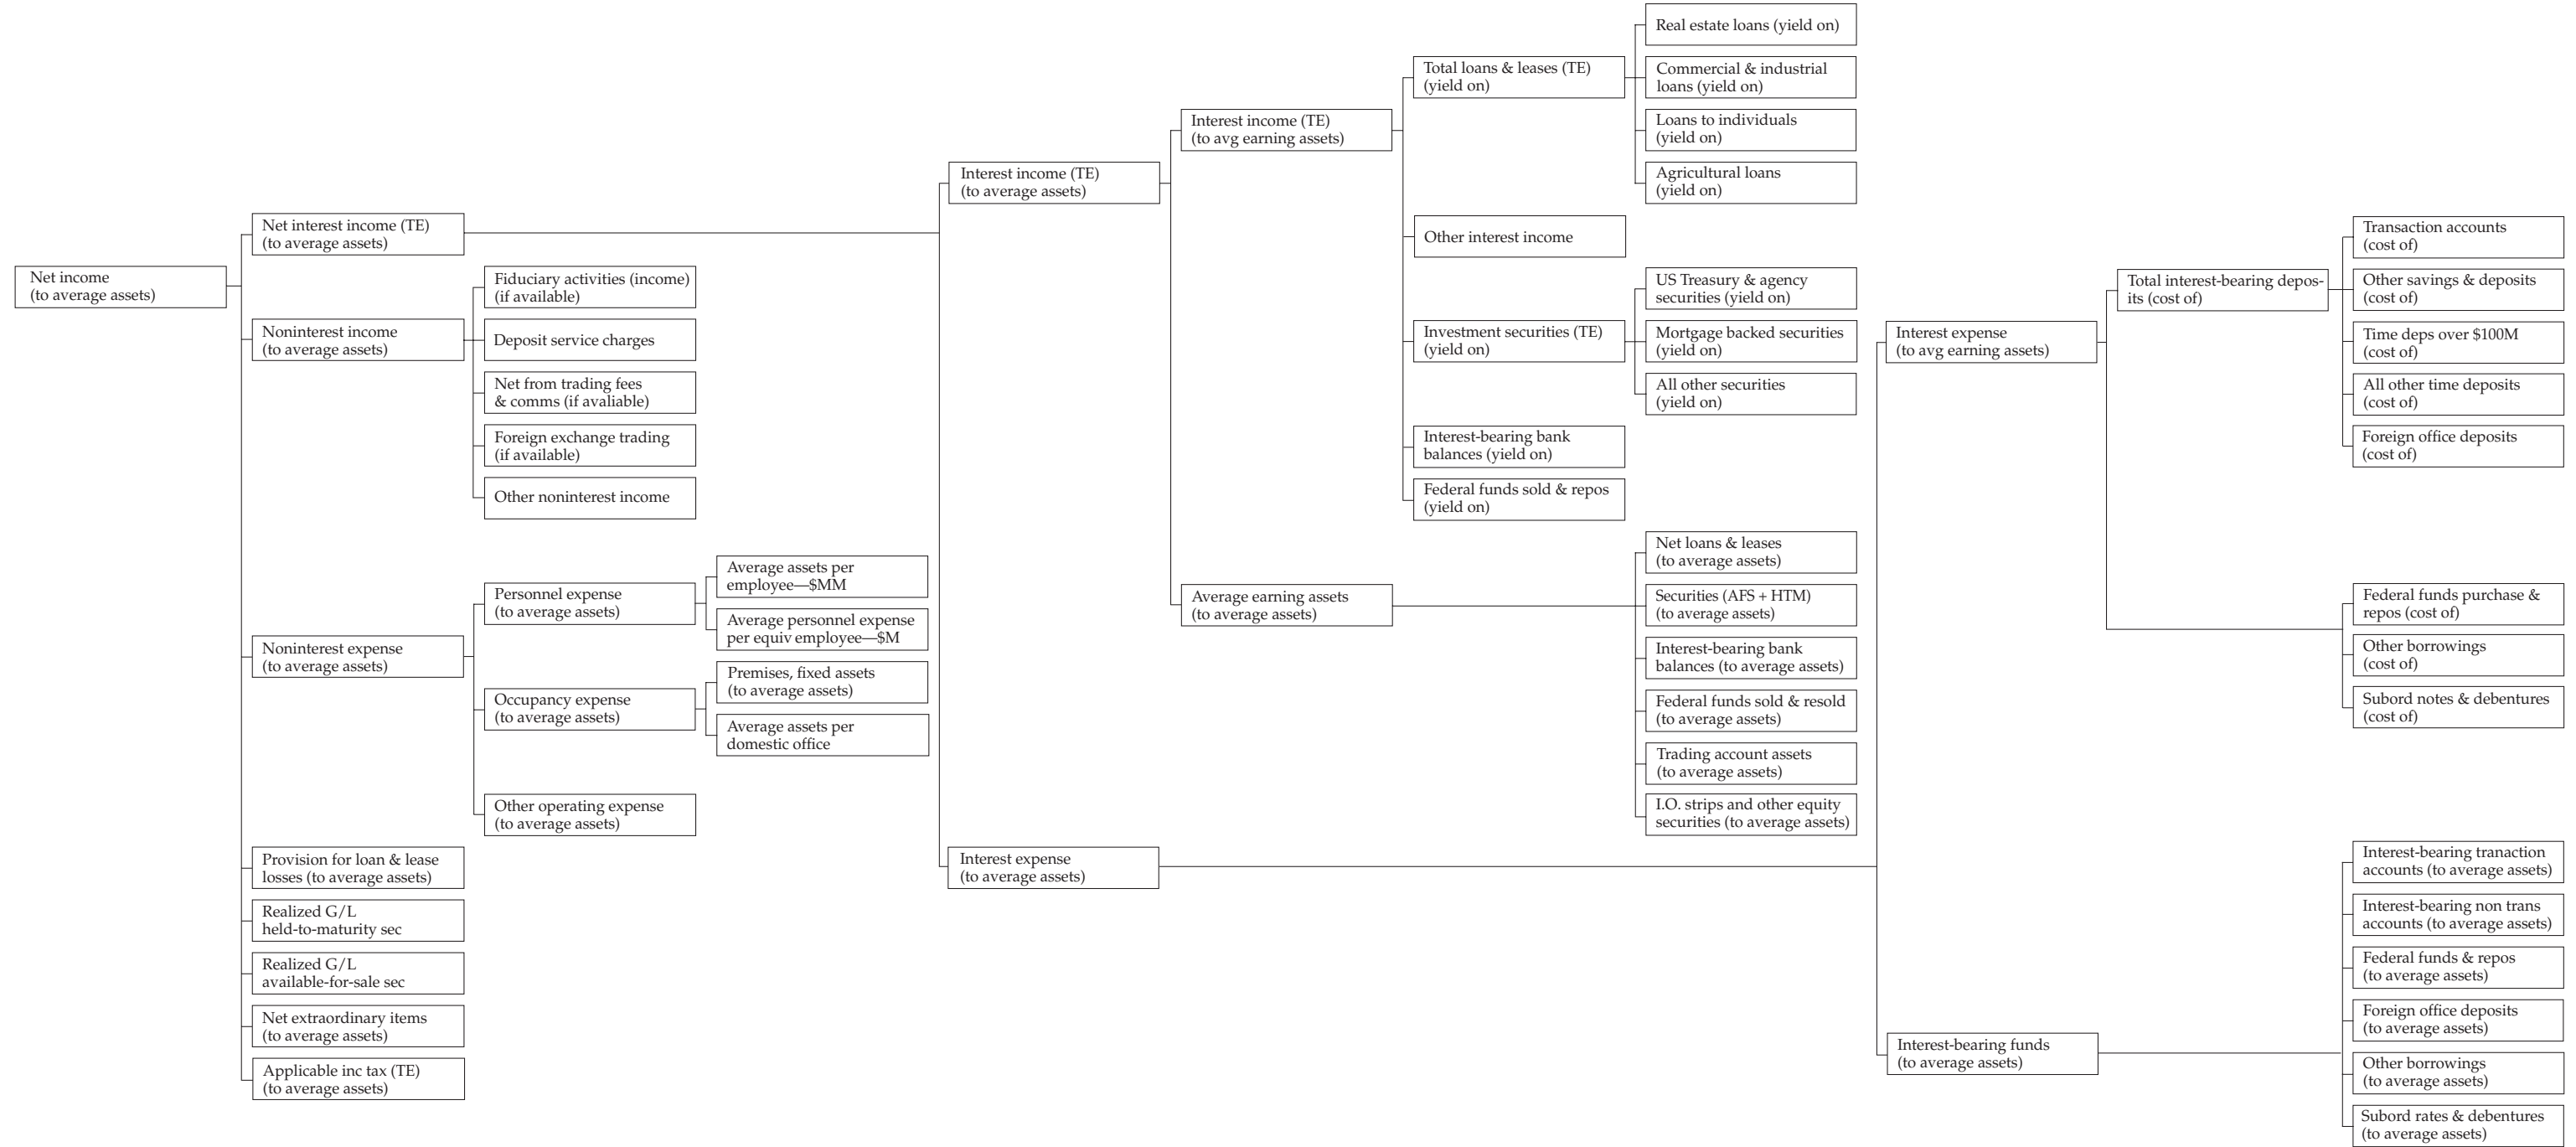 Net income
(to average assets)
Net interest income (TE)
(to average assets)
Noninterest income
(to average assets)
Noninterest expense
(to average assets)
Provision for loan & lease
losses (to average assets)
Realized G/L
held-to-maturity sec
Realized G/L
available-for-sale sec
Net extraordinary items
(to average assets)
Applicable inc tax (TE)
(to average assets)
Fiduciary activities (income)
(if available)
Deposit service charges
Net from trading fees
& comms (if avaliable)
Foreign exchange trading
(if available)
Other noninterest income
Personnel expense
(to average assets)
Occupancy expense
(to average assets)
Other operating expense
(to average assets)
Average assets per
employee—$MM
Average personnel expense
per equiv employee—$M
Premises, fixed assets
(to average assets)
Average assets per
domestic office
Interest income (TE)
(to average assets)
Interest expense
(to average assets)
Interest income (TE)
(to avg earning assets)
Average earning assets
(to average assets)
Total loans & leases (TE)
(yield on)
Other interest income
Investment securities (TE)
(yield on)
Interest-bearing bank
balances (yield on)
Federal funds sold & repos
(yield on)
Real estate loans (yield on)
Commercial & industrial
loans (yield on)
Loans to individuals
(yield on)
Agricultural loans
(yield on)
US Treasury & agency
securities (yield on)
Mortgage backed securities
(yield on)
All other securities
(yield on)
Net loans & leases
(to average assets)
Securities (AFS + HTM)
(to average assets)
Interest-bearing bank
balances (to average assets)
Federal funds sold & resold
(to average assets)
Trading account assets
(to average assets)
I.O. strips and other equity
securities (to average assets)
Interest expense
(to avg earning assets)
Interest-bearing funds
(to average assets)
Total interest-bearing depos-
its (cost of)
Transaction accounts
(cost of)
Other savings & deposits
(cost of)
Time deps over $100M
(cost of)
All other time deposits
(cost of)
Foreign office deposits
(cost of)
Federal funds purchase &
repos (cost of)
Other borrowings
(cost of)
Subord notes & debentures
(cost of)
Interest-bearing tranaction
accounts (to average assets)
Interest-bearing non trans
accounts (to average assets)
Federal funds & repos
(to average assets)
Foreign office deposits
(to average assets)
Other borrowings
(to average assets)
Subord rates & debentures
(to average assets)